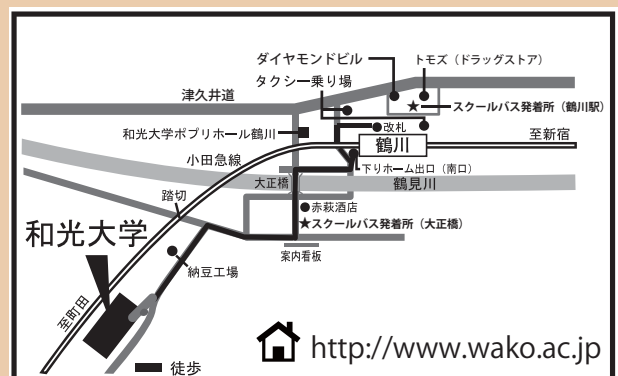 ダイヤモンドビル
トモズ（ドラッグストア）
タクシー乗り場
津久井道
★スクールバス発着所（鶴川駅）
和光大学ポプリホール鶴川
改札
至新宿
鶴川
小田急線
下りホーム出口（南口）
大正橋
鶴見川
踏切
赤萩酒店
★スクールバス発着所（大正橋）
和光大学
案内看板
納豆工場
至町田
http://www.wako.ac.jp
徒歩